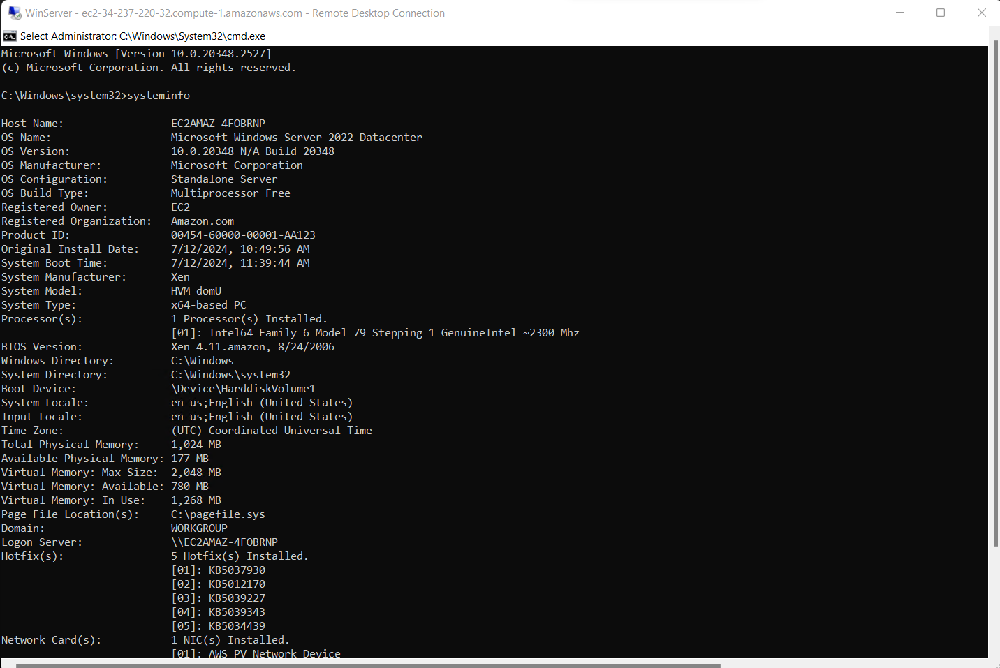 WinServer - ec2-34-237-220-32.compute-1.amazonaws.com - Remote Desktop Connection
Select Administrator: C:\Windows\System32\cmd.exe
Microsoft Windows [Version 10.0.20348.2527]
(c) Microsoft Corporation. All rights reserved.
C:\Windows\system32>systeminfo
Host Name: EC2AMAZ-4FOBRNP
OS Name: Microsoft Windows Server 2022 Datacenter
OS Version: 10.0.20348 N/A Build 20348
OS Manufacturer: Microsoft Corporation
OS Configuration: Standalone Server
OS Build Type: Multiprocessor Free
Registered Owner: EC2
Registered Organization: Amazon.com
Product ID: 00454-60000-00001-AA123
Original Install Date: 7/12/2024, 10:49:56 AM
System Boot Time: 7/12/2024, 11:39:44 AM
System Manufacturer: Xen
System Model: HVM domU
System Type: x64-based PC
Processor(s): 1 Processor(s) Installed.
[01]: Intel64 Family 6 Model 79 Stepping 1 GenuineIntel ~2300 Mhz
BIOS Version: Xen 4.11.amazon, 8/24/2006
Windows Directory: C:\Windows
System Directory: C:\Windows\system32
Boot Device: \Device\HarddiskVolume1
System Locale: en-us;English (United States)
Input Locale: en-us;English (United States)
Time Zone: (UTC) Coordinated Universal Time
Total Physical Memory: 1,024 MB
Available Physical Memory: 177 MB
Virtual Memory: Max Size: 2,048 MB
Virtual Memory: Available: 780 MB
Virtual Memory: In Use: 1,268 MB
Page File Location(s): C:\pagefile.sys
Domain: WORKGROUP
Logon Server: \\EC2AMAZ-4FOBRNP
Hotfix(s): 5 Hotfix(s) Installed.
[01]: KB5037930
[02]: KB5012170
[03]: KB5039227
[04]: KB5039343
[05]: KB5034439
Network Card(s): 1 NIC(s) Installed.
[01]: AWS PV Network Device